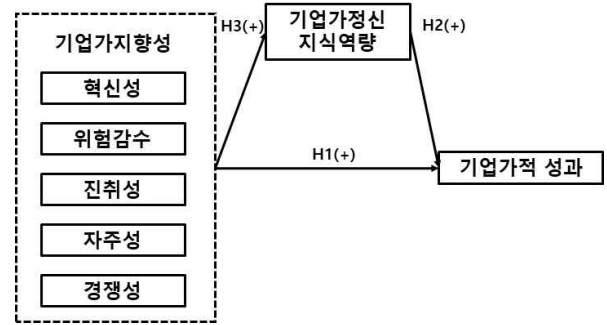 기업가지향성
혁신성
위험감수
진취성
자주성
경쟁성
H3(+)
기업가정신
지식역량
H2(+)
H1(+)
기업가적 성과